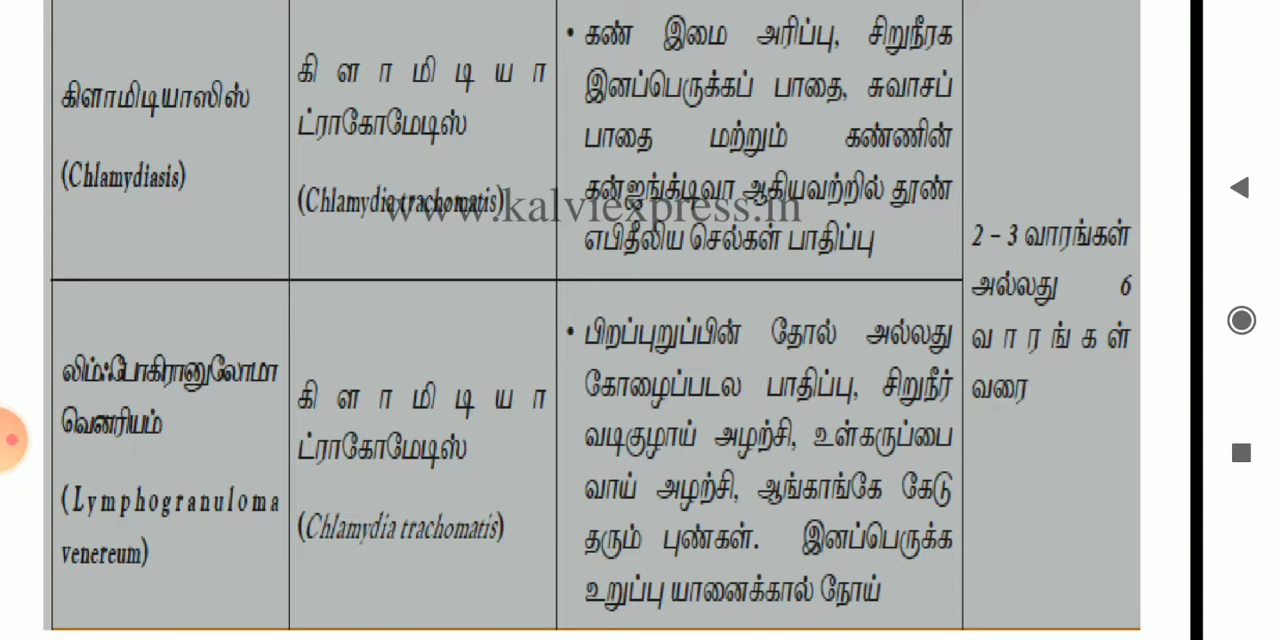 கிளாமிடியாஸிஸ்
(Chlamydiasis)
கிளாமிடியா
ட்ராகோமேடிஸ்
(Chlamydia trachomatis)
• கண் இமை அரிப்பு, சிறுநீரக
இனப்பெருக்கப் பாதை, சுவாசப்
பாதை மற்றும் கண்ணின்
கன்ஜங்க்டிவா ஆகியவற்றில் தூண்
எபிதீலிய செல்கள் பாதிப்பு
www.kalviexpress.in
லிம்ஃபோகிரானுலோமா
வெனரியம்
(Lymphogranuloma
venereum)
கிளாமிடியா
ட்ராகோமேடிஸ்
(Chlamydia trachomatis)
• பிறப்புறுப்பின் தோல் அல்லது
கோழைப்படல பாதிப்பு, சிறுநீர்
வடிகுழாய் அழற்சி, உள்கருப்பை
வாய் அழற்சி, ஆங்காங்கே கேடு
தரும் புண்கள். இனப்பெருக்க
உறுப்பு யானைக்கால் நோய்
2 – 3 வாரங்கள்
அல்லது 6
வாரங்கள்
வரை